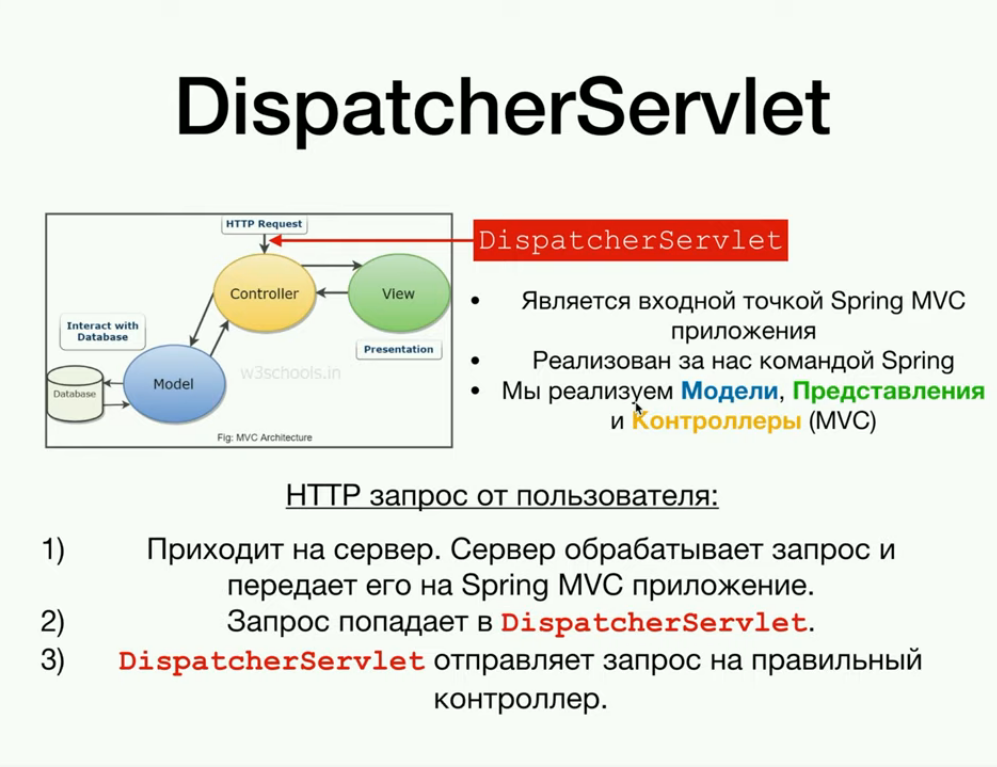 DispatcherServlet
HTTP Request
DispatcherServlet
Controller
View
Interact with
Database
Presentation
Model
w3schools.in
Database
Fig: MVC Architecture
• Является входной точкой Spring MVC
приложения
• Реализован за нас командой Spring
• Мы реализуем Модели, Представления
и Контроллеры (MVC)
HTTP запрос от пользователя:
1) Приходит на сервер. Сервер обрабатывает запрос и
передает его на Spring MVC приложение.
2) Запрос попадает в DispatcherServlet.
3) DispatcherServlet отправляет запрос на правильный
контроллер.